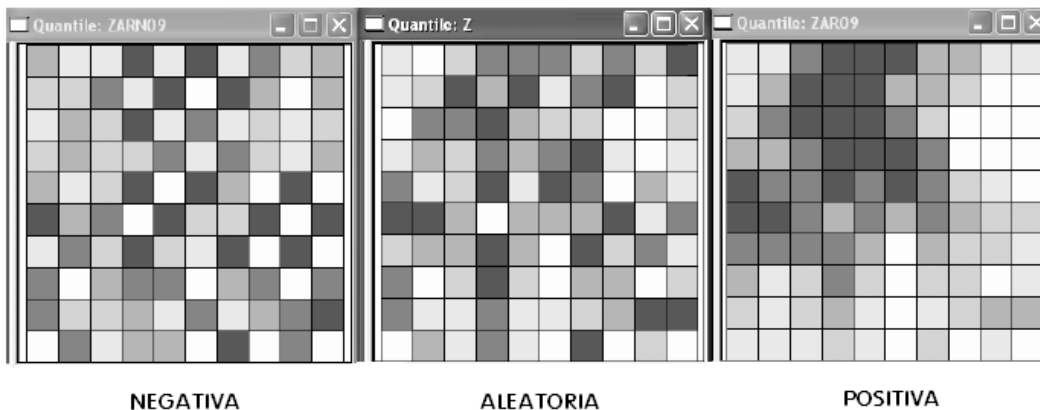 Quantile: ZARN09
Quantile: Z
Quantile: ZAR09
NEGATIVA
ALEATORIA
POSITIVA